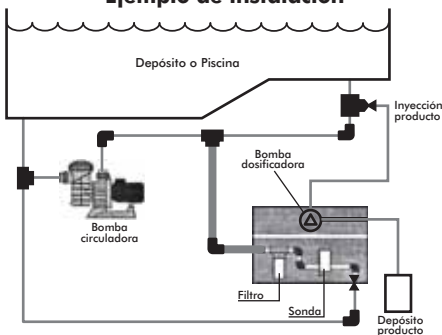 Ejemplo de instalación
Depósito o Piscina
Inyección
producto
Bomba
dosificadora
Bomba
circuladora
Filtro
Sonda
Depósito
producto